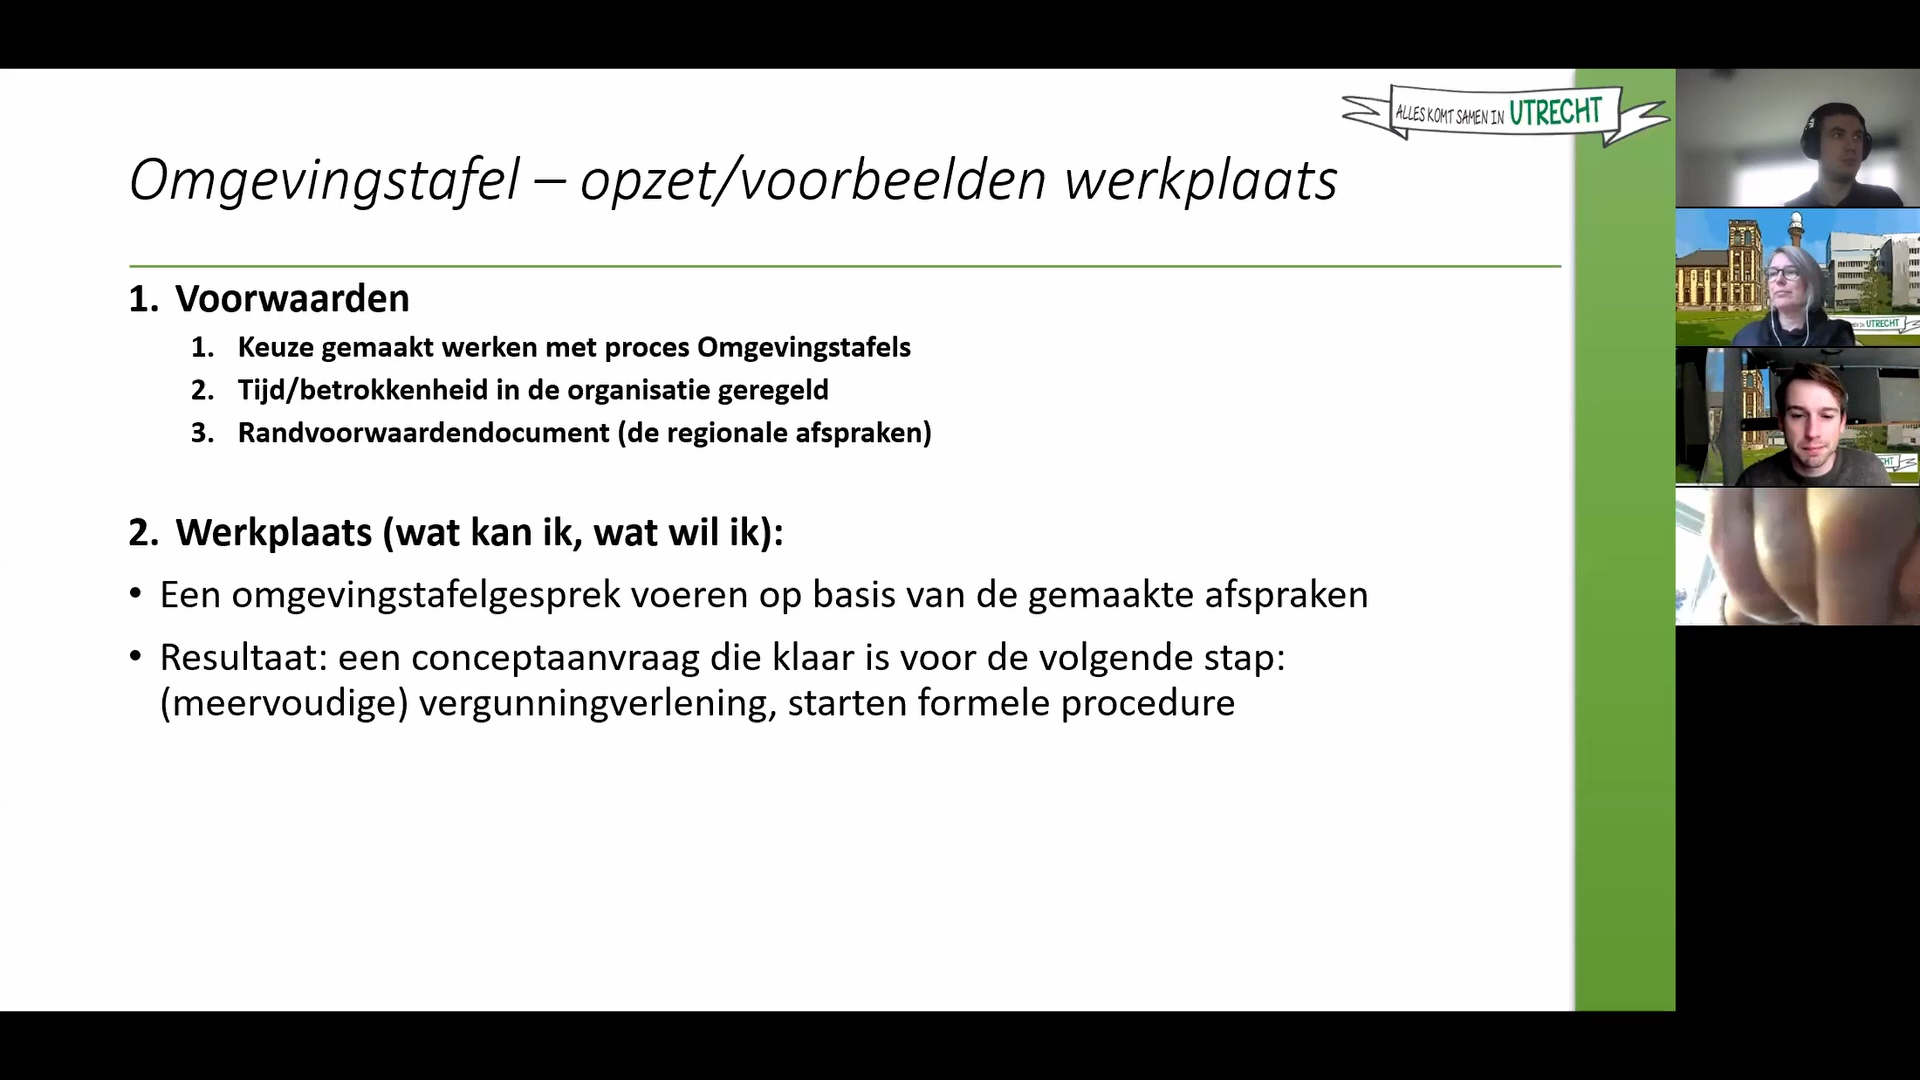 ALLES KOMT SAMEN IN UTRECHT
Omgevingstafel – opzet/voorbeelden werkplaats
1. Voorwaarden
1. Keuze gemaakt werken met proces Omgevingstafels
2. Tijd/betrokkenheid in de organisatie geregeld
3. Randvoorwaardendocument (de regionale afspraken)
2. Werkplaats (wat kan ik, wat wil ik):
• Een omgevingstafelgesprek voeren op basis van de gemaakte afspraken
• Resultaat: een conceptaanvraag die klaar is voor de volgende stap:
(meervoudige) vergunningverlening, starten formele procedure
UTRECHT